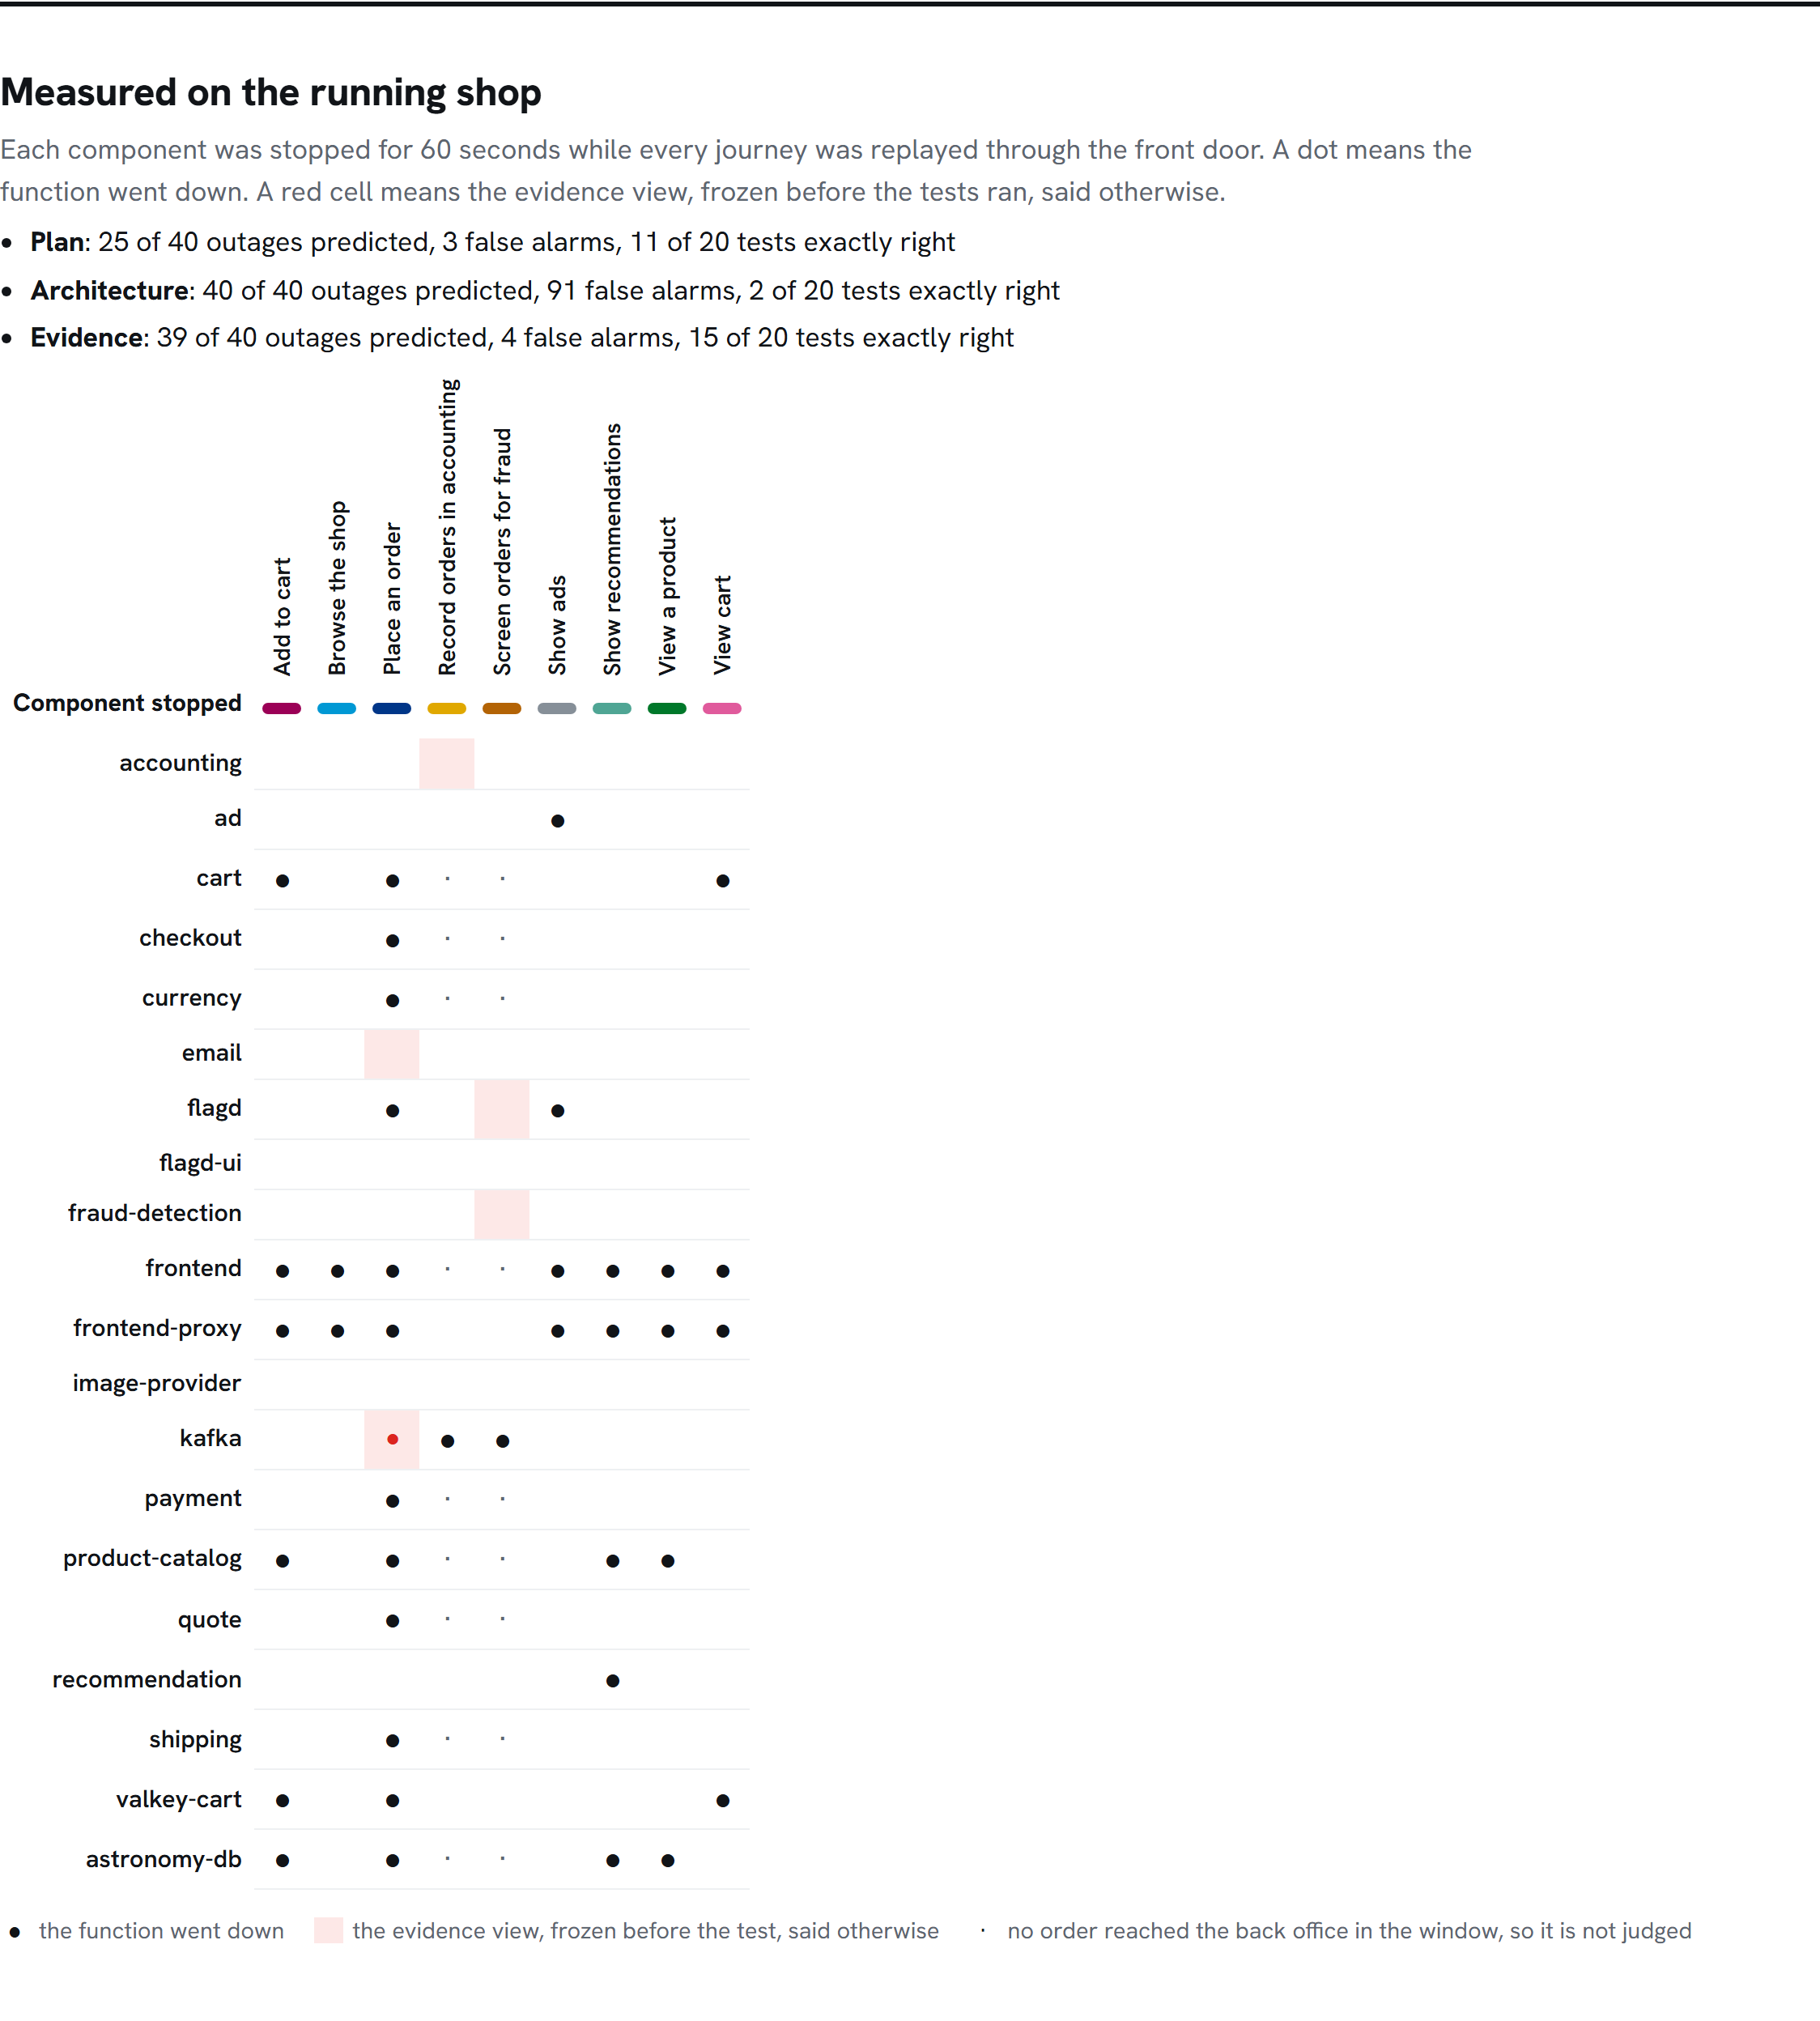 Measured on the running shop
Each component was stopped for 60 seconds while every journey was replayed through the front door. A dot means the
function went down. A red cell means the evidence view, frozen before the tests ran, said otherwise.
• Plan: 25 of 40 outages predicted, 3 false alarms, 11 of 20 tests exactly right
• Architecture: 40 of 40 outages predicted, 91 false alarms, 2 of 20 tests exactly right
• Evidence: 39 of 40 outages predicted, 4 false alarms, 15 of 20 tests exactly right
Add to cart
Browse the shop
Place an order
Record orders in accounting
Screen orders for fraud
Show ads
Show recommendations
View a product
View cart
Component stopped
accounting
ad
cart
checkout
currency
email
flagd
flagd-ui
fraud-detection
frontend
frontend-proxy
image-provider
kafka
payment
product-catalog
quote
recommendation
shipping
valkey-cart
astronomy-db
● the function went down the evidence view, frozen before the test, said otherwise · no order reached the back office in the window, so it is not judged